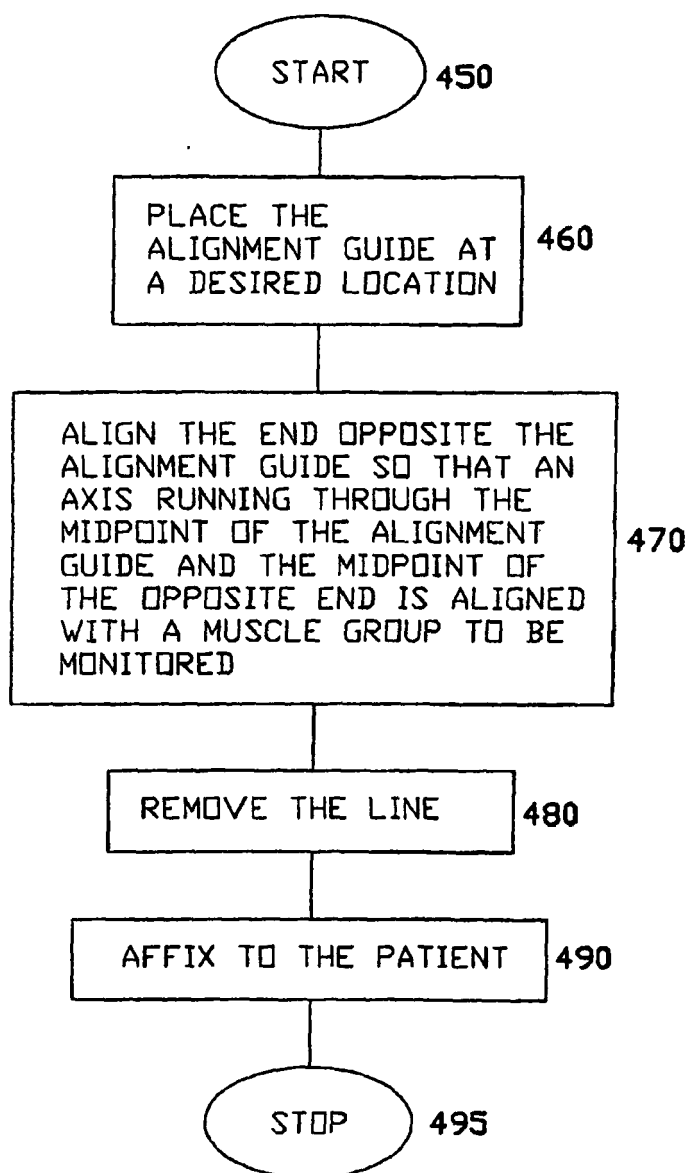 START 450
PLACE THE
ALIGNMENT GUIDE AT 460
A DESIRED LOCATION
ALIGN THE END OPPOSITE THE
ALIGNMENT GUIDE SO THAT AN
AXIS RUNNING THROUGH THE
MIDPOINT OF THE ALIGNMENT 470
GUIDE AND THE MIDPOINT OF
THE OPPOSITE END IS ALIGNED
WITH A MUSCLE GROUP TO BE
MONITORED
REMOVE THE LINE 480
AFFIX TO THE PATIENT 490
STOP 495